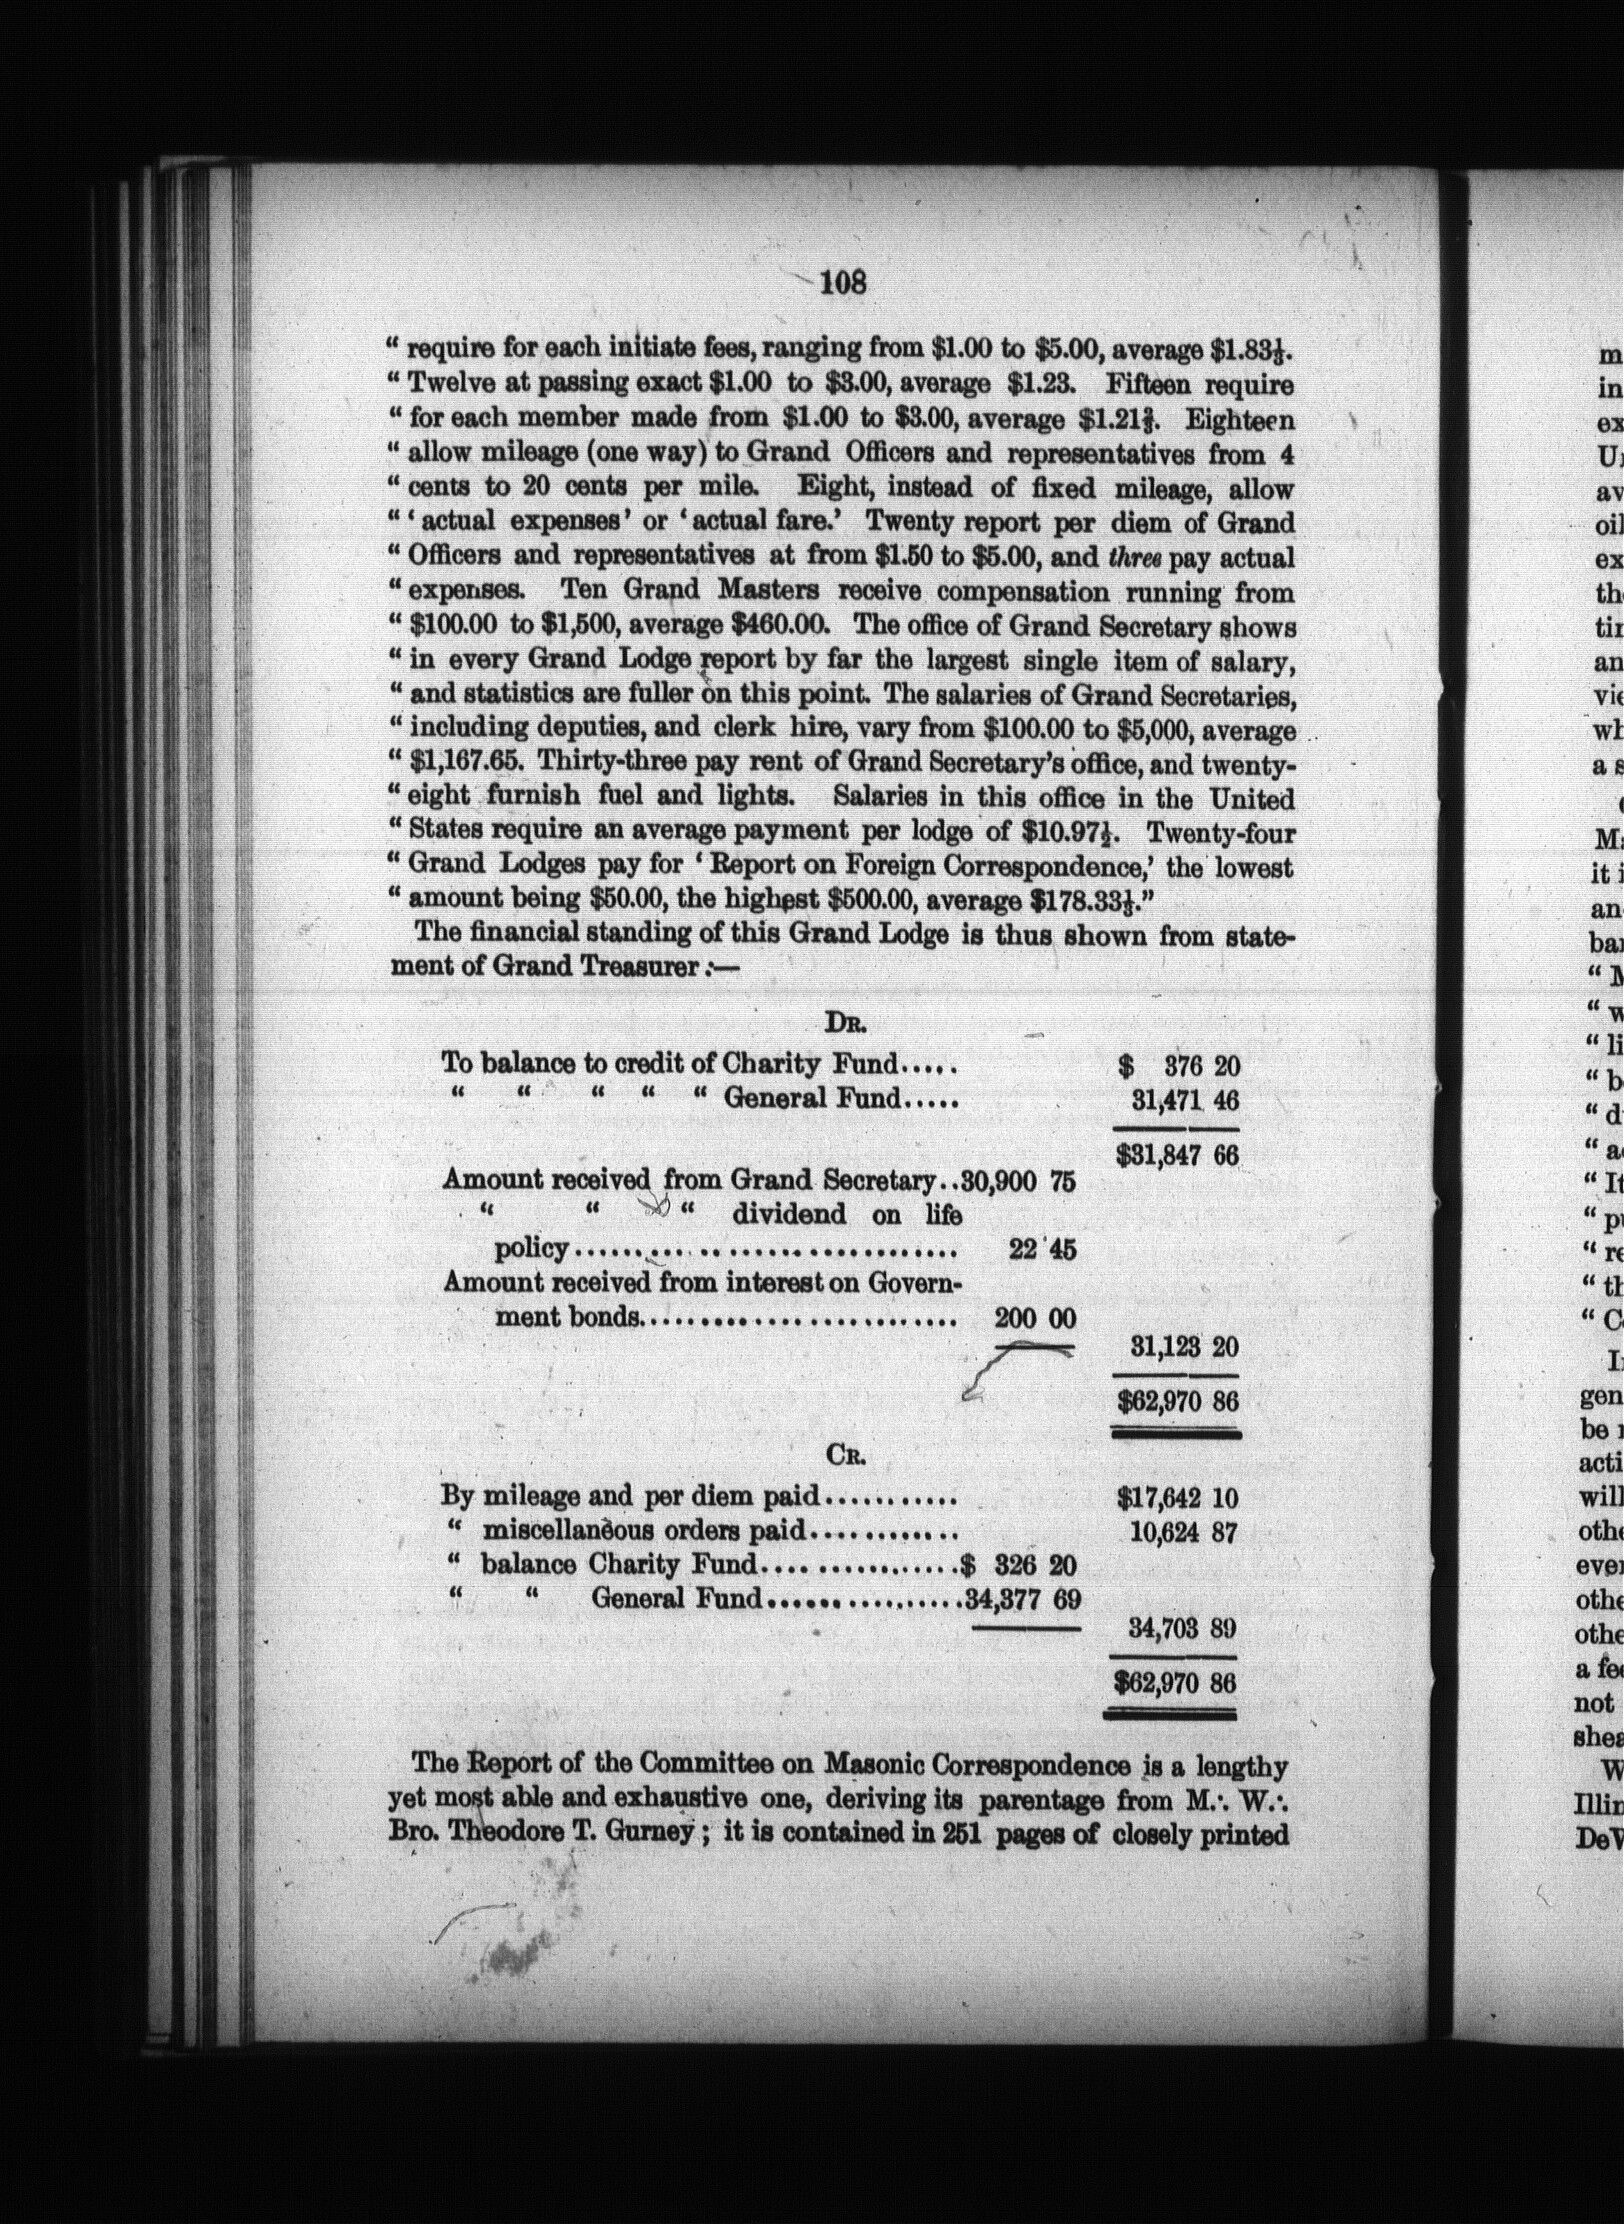 108
“ require for each initiate fees, ranging from $1.00 to $5.00, average $1.83⅓.
“ Twelve at passing exact $1.00 to $3.00, average $1.23. Fifteen require
“ for each member made from $1.00 to $3.00, average $1.21⅔. Eighteen
“ allow mileage (one way) to Grand Officers and representatives from 4
“ cents to 20 cents per mile. Eight, instead of fixed mileage, allow
“ ‘ actual expenses’ or ‘ actual fare.’ Twenty report per diem of Grand
“ Officers and representatives at from $1.50 to $5.00, and three pay actual
“ expenses. Ten Grand Masters receive compensation running from
“ $100.00 to $1,500, average $460.00. The office of Grand Secretary shows
“ in every Grand Lodge report by far the largest single item of salary,
“ and statistics are fuller on this point. The salaries of Grand Secretaries,
“ including deputies, and clerk hire, vary from $100.00 to $5,000, average
“ $1,167.65. Thirty-three pay rent of Grand Secretary's office, and twenty-
“ eight furnish fuel and lights. Salaries in this office in the United
“ States require an average payment per lodge of $10.97½. Twenty-four
“ Grand Lodges pay for ‘ Report on Foreign Correspondence,’ the lowest
“ amount being $50.00, the highest $500.00, average $178.33⅓.”
The financial standing of this Grand Lodge is thus shown from state-
ment of Grand Treasurer :—
DR.
To balance to credit of Charity Fund..... $ 376 20
“ “ “ “ “ General Fund..... 31,471 46
$31,847 66
Amount received from Grand Secretary..30,900 75
“ “ “ dividend on life
policy.................................. 22 45
Amount received from interest on Govern-
ment bonds.......................... 200 00
31,123 20
$62,970 86
CR.
By mileage and per diem paid........... $17,642 10
“ miscellaneous orders paid............ 10,624 87
“ balance Charity Fund.................$ 326 20
“ “ General Fund.................34,377 69
34,703 89
$62,970 86
The Report of the Committee on Masonic Correspondence is a lengthy
yet most able and exhaustive one, deriving its parentage from M.·. W.·.
Bro. Theodore T. Gurney ; it is contained in 251 pages of closely printed